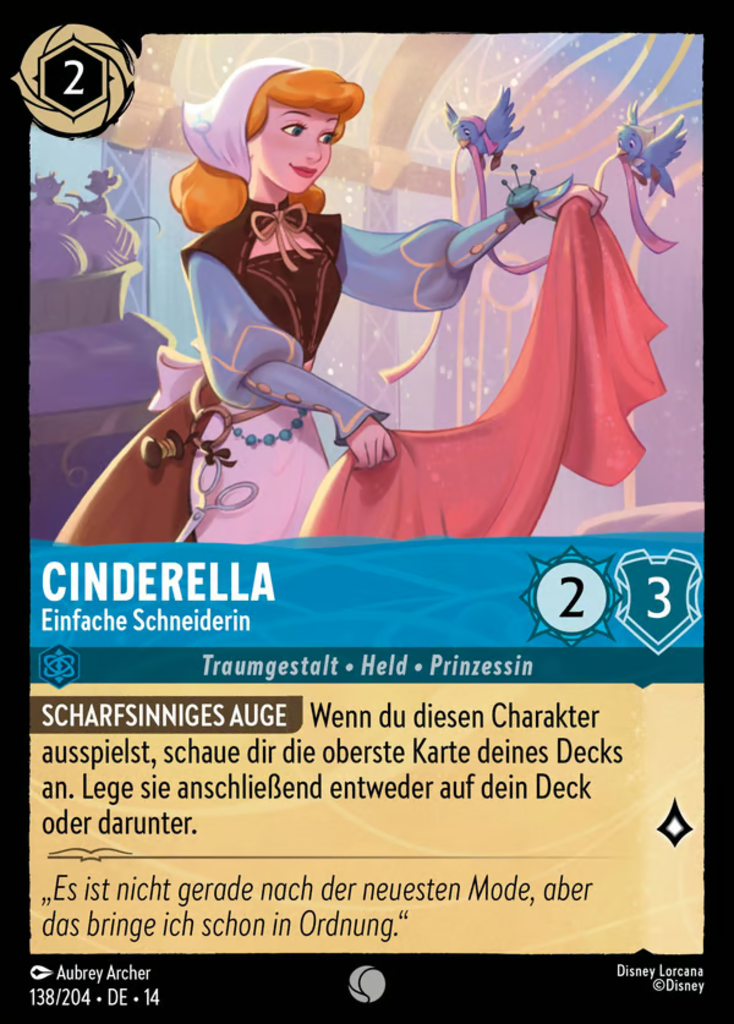 2
CINDERELLA
Einfache Schneiderin
2
3
Traumgestalt • Held • Prinzessin
SCHARFSINNIGES AUGE Wenn du diesen Charakter
ausspielst, schaue dir die oberste Karte deines Decks
an. Lege sie anschließend entweder auf dein Deck
oder darunter.
„Es ist nicht gerade nach der neuesten Mode, aber
das bringe ich schon in Ordnung.“
Aubrey Archer
138/204 • DE • 14
Disney Lorcana
©Disney